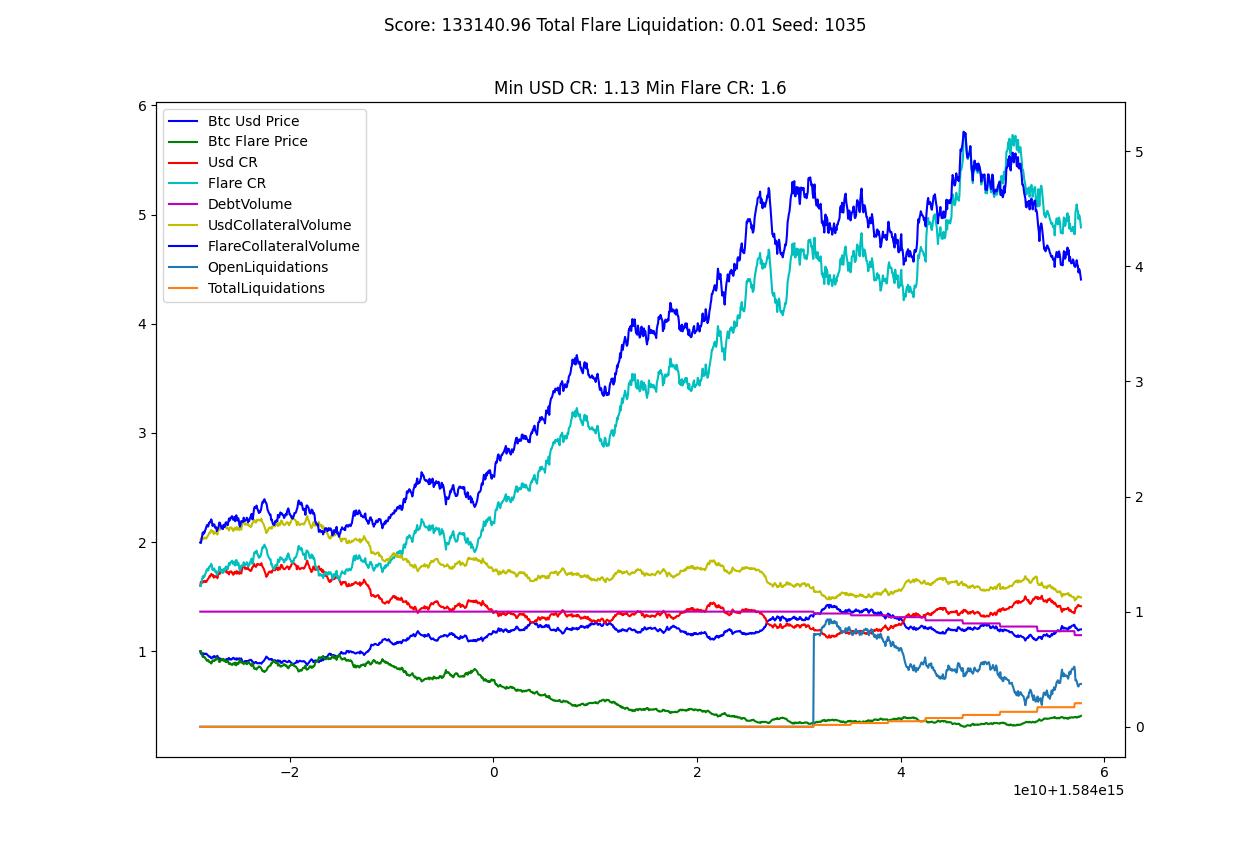 Score: 133140.96 Total Flare Liquidation: 0.01 Seed: 1035
Min USD CR: 1.13 Min Flare CR: 1.6
Btc Usd Price
Btc Flare Price
Usd CR
Flare CR
DebtVolume
UsdCollateralVolume
FlareCollateralVolume
OpenLiquidations
TotalLiquidations
6
5
4
3
2
1
5
4
3
2
1
0
−2
0
2
4
6
1e10+1.584e15